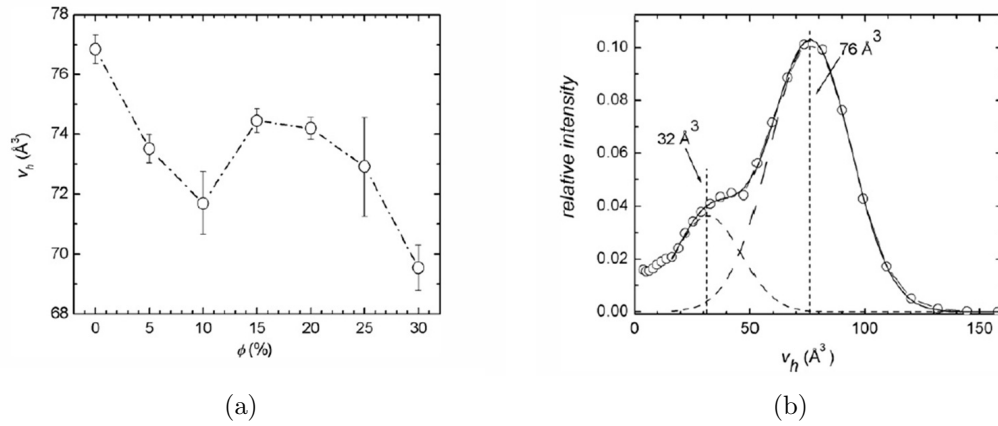 78
76
74
72
70
68
v_h (Å³)
0 5 10 15 20 25 30
ϕ (%)
(a)
0.10
0.08
0.06
0.04
0.02
0.00
relative intensity
76 Å³
32 Å³
0 50 100 150
v_h (Å³)
(b)